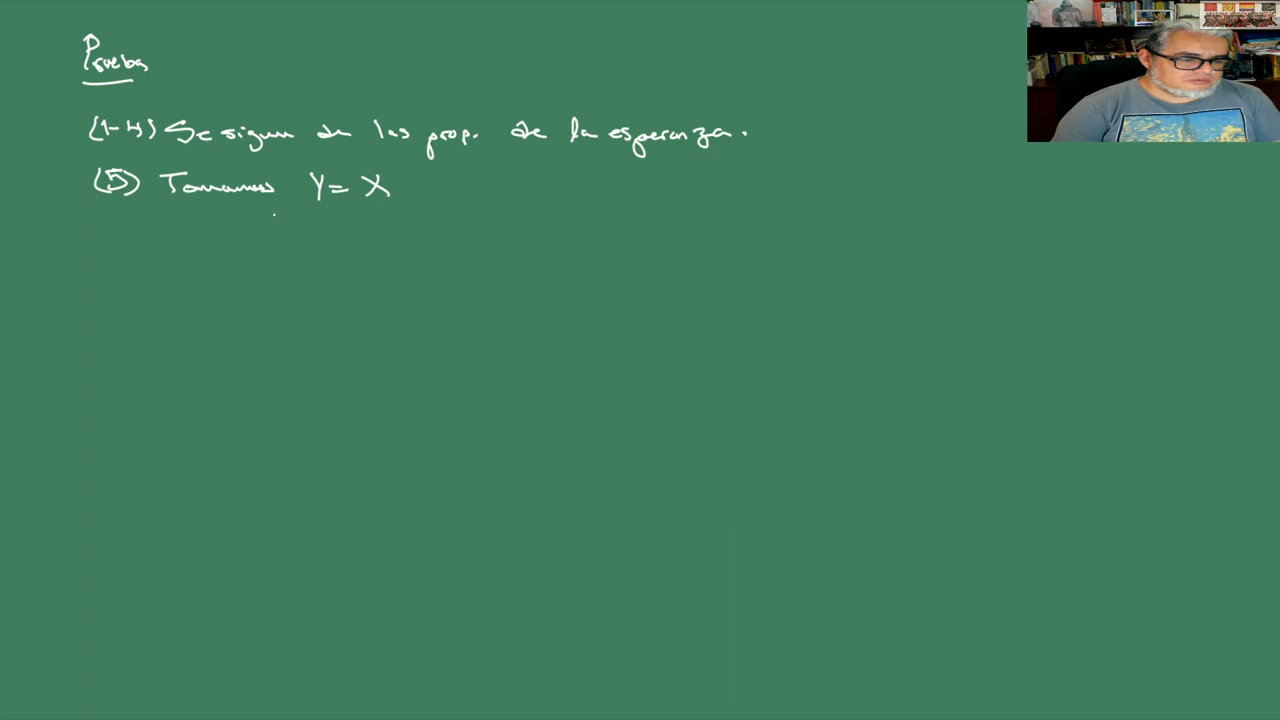 Prueba
(1-4) Se siguen de las prop. de la esperanza.
(5) Tomamos Y = X